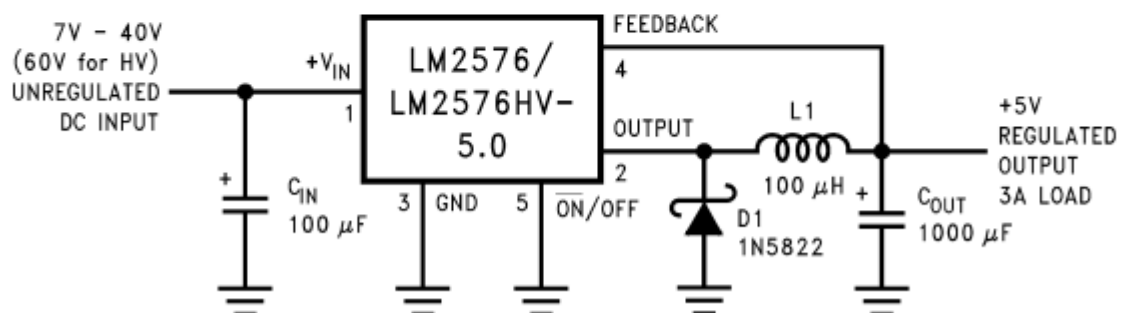 7V - 40V
(60V for HV)
UNREGULATED
DC INPUT
+VIN
1
CIN
100 μF
+
LM2576/
LM2576HV-
5.0
3 GND
5 O̅N̅/OFF
FEEDBACK
4
OUTPUT
2
D1
1N5822
L1
100 μH
+
COUT
1000 μF
+5V
REGULATED
OUTPUT
3A LOAD